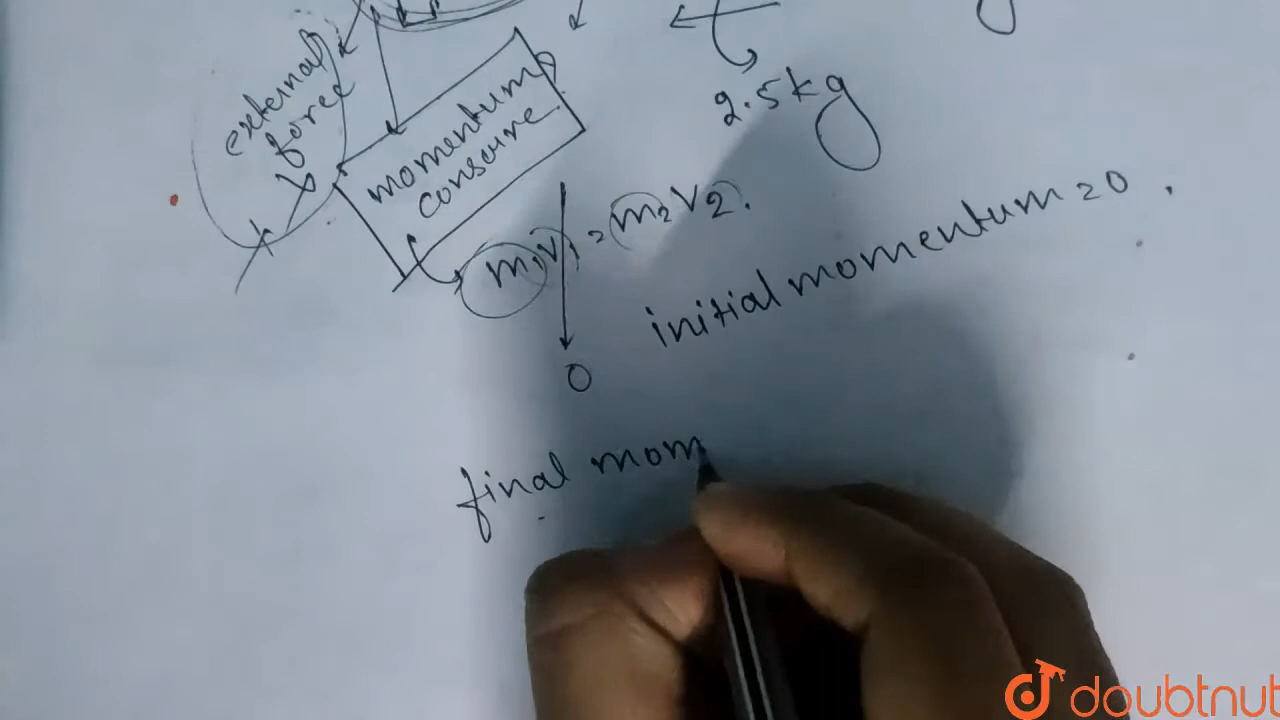 external
force
momentum
conserve
2.5kg
m₁v₁ = m₂v₂.
initial momentum = 0 .
0
final mom
doubtnut